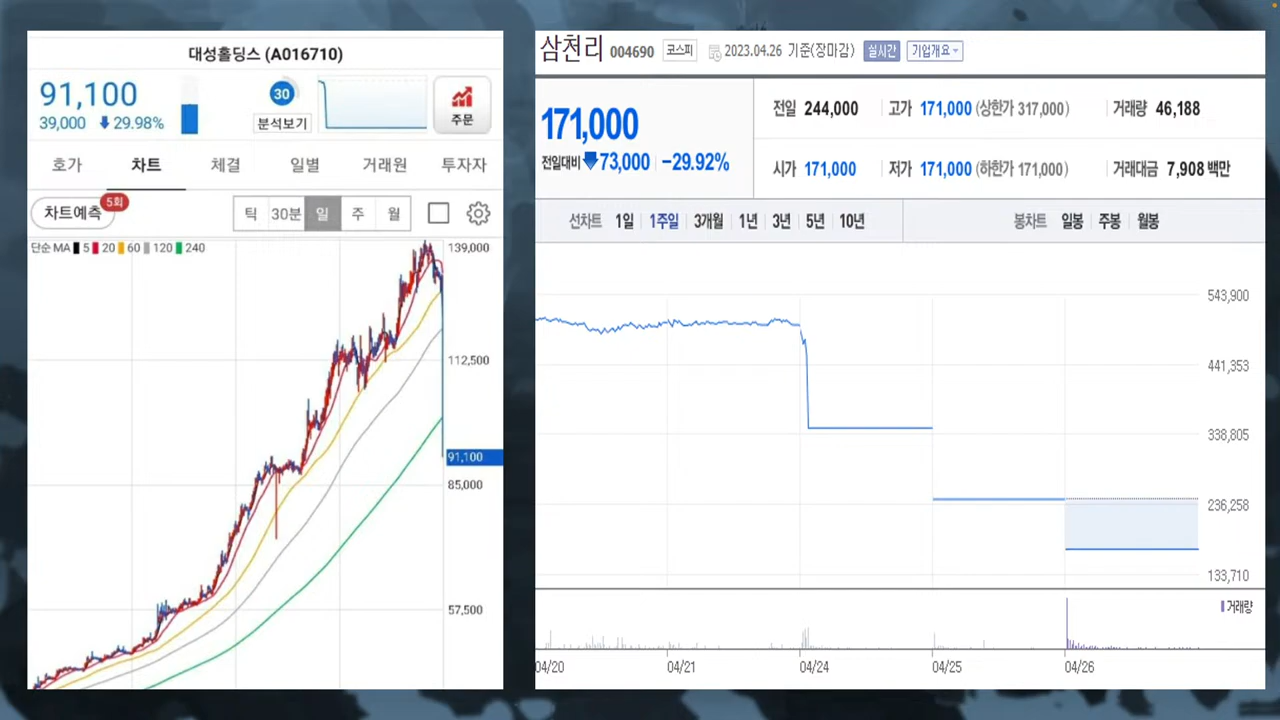 대성홀딩스 (A016710)
91,100
39,000 29.98%
30
분석보기
주문
호가 차트 체결 일별 거래원 투자자
차트예측 5회
틱 30분 일 주 월
단순 MA 5 20 60 120 240
139,000
112,500
91,100
85,000
57,500
삼천리 004690 코스피 2023.04.26 기준(장마감) 실시간 기업개요
171,000
전일대비 73,000 -29.92%
전일 244,000 고가 171,000 (상한가 317,000) 거래량 46,188
시가 171,000 저가 171,000 (하한가 171,000) 거래대금 7,908 백만
선차트 1일 1주일 3개월 1년 3년 5년 10년 봉차트 일봉 주봉 월봉
543,900
441,353
338,805
236,258
133,710
거래량
04/20 04/21 04/24 04/25 04/26